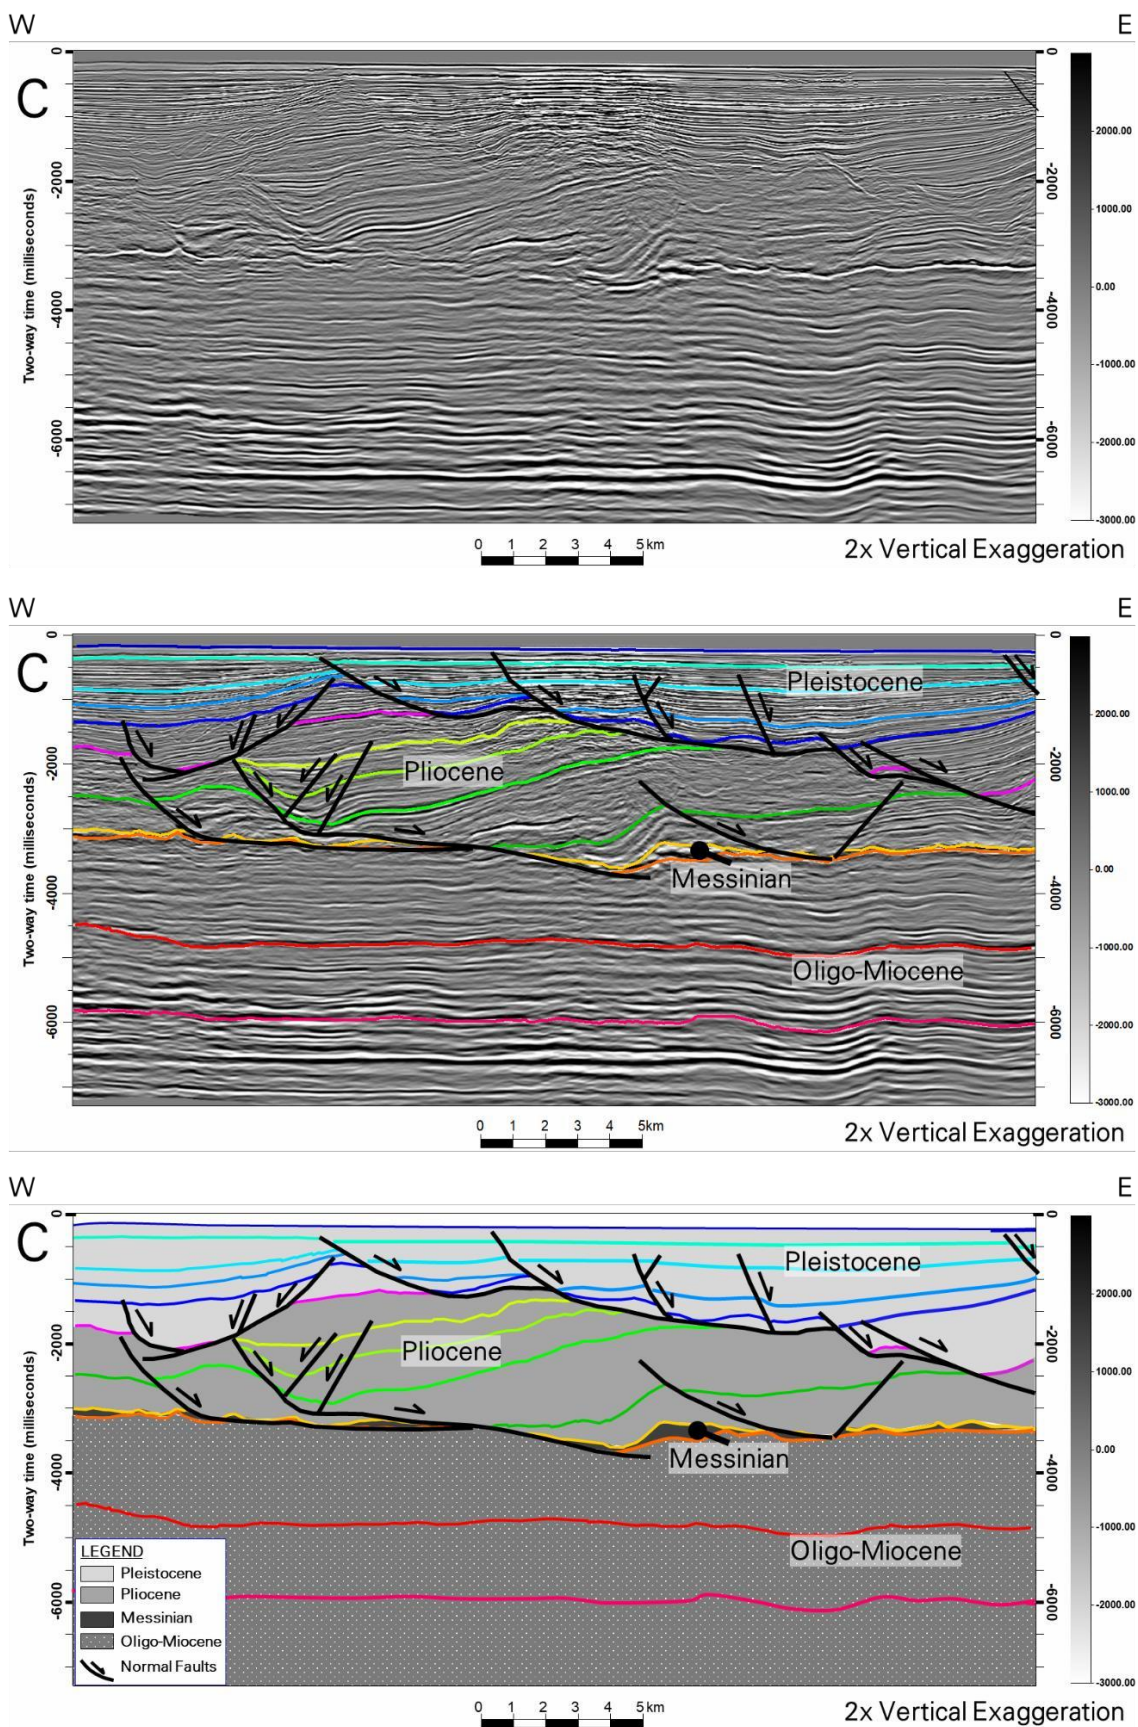 W E
C
0 0
-2000 -2000
-4000 -4000
-6000 -6000
Two-way time (milliseconds)
2000.00
1000.00
0.00
-1000.00
-2000.00
-3000.00
0 1 2 3 4 5 km
2x Vertical Exaggeration
W E
C
0 0
-2000 -2000
-4000 -4000
-6000 -6000
Two-way time (milliseconds)
Pleistocene
Pliocene
Messinian
Oligo-Miocene
2000.00
1000.00
0.00
-1000.00
-2000.00
-3000.00
0 1 2 3 4 5 km
2x Vertical Exaggeration
W E
C
0 0
-2000 -2000
-4000 -4000
-6000 -6000
Two-way time (milliseconds)
Pleistocene
Pliocene
Messinian
Oligo-Miocene
LEGEND
Pleistocene
Pliocene
Messinian
Oligo-Miocene
Normal Faults
2000.00
1000.00
0.00
-1000.00
-2000.00
-3000.00
0 1 2 3 4 5 km
2x Vertical Exaggeration